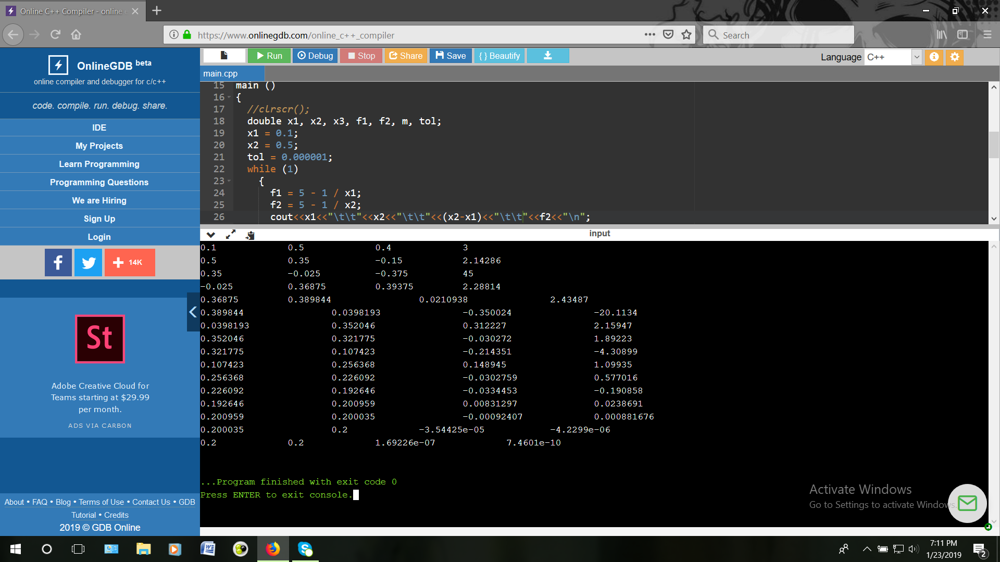 Online C++ Compiler - online e
https://www.onlinegdb.com/online_c++_compiler
Search
OnlineGDB beta
online compiler and debugger for c/c++
code. compile. run. debug. share.
IDE
My Projects
Learn Programming
Programming Questions
We are Hiring
Sign Up
Login
14K
St
Adobe Creative Cloud for
Teams starting at $29.99
per month.
ADS VIA CARBON
About • FAQ • Blog • Terms of Use • Contact Us • GDB
Tutorial • Credits
2019 © GDB Online
Run Debug Stop Share Save { } Beautify
Language C++
main.cpp
15 main ()
16 {
17 //clrscr();
18 double x1, x2, x3, f1, f2, m, tol;
19 x1 = 0.1;
20 x2 = 0.5;
21 tol = 0.000001;
22 while (1)
23 {
24 f1 = 5 - 1 / x1;
25 f2 = 5 - 1 / x2;
26 cout<<x1<<"\t\t"<<x2<<"\t\t"<<(x2-x1)<<"\t\t"<<f2<<"\n";
input
0.1 0.5 0.4 3
0.5 0.35 -0.15 2.14286
0.35 -0.025 -0.375 45
-0.025 0.36875 0.39375 2.28814
0.36875 0.389844 0.0210938 2.43487
0.389844 0.0398193 -0.350024 -20.1134
0.0398193 0.352046 0.312227 2.15947
0.352046 0.321775 -0.030272 1.89223
0.321775 0.107423 -0.214351 -4.30899
0.107423 0.256368 0.148945 1.09935
0.256368 0.226092 -0.0302759 0.577016
0.226092 0.192646 -0.0334453 -0.190858
0.192646 0.200959 0.00831297 0.0238691
0.200959 0.200035 -0.00092407 0.000881676
0.200035 0.2 -3.54425e-05 -4.2299e-06
0.2 0.2 1.69226e-07 7.4601e-10
...Program finished with exit code 0
Press ENTER to exit console.
Activate Windows
Go to Settings to activate Windows.
7:11 PM
1/23/2019
2